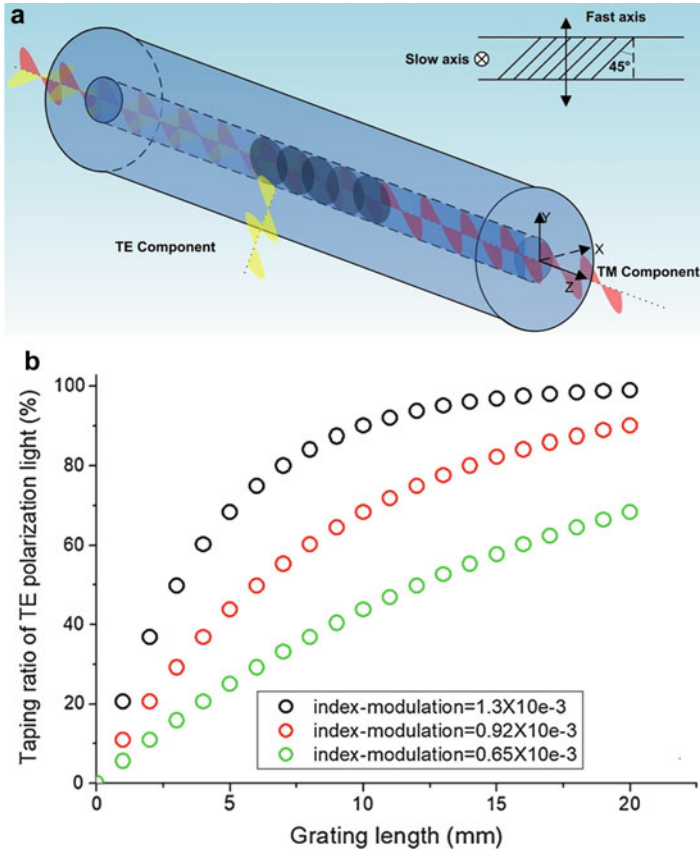 a
Fast axis
Slow axis
45°
TE Component
Y
X
Z
TM Component
b
Taping ratio of TE polarization light (%)
100
80
60
40
20
0
index-modulation=1.3X10e-3
index-modulation=0.92X10e-3
index-modulation=0.65X10e-3
0 5 10 15 20
Grating length (mm)